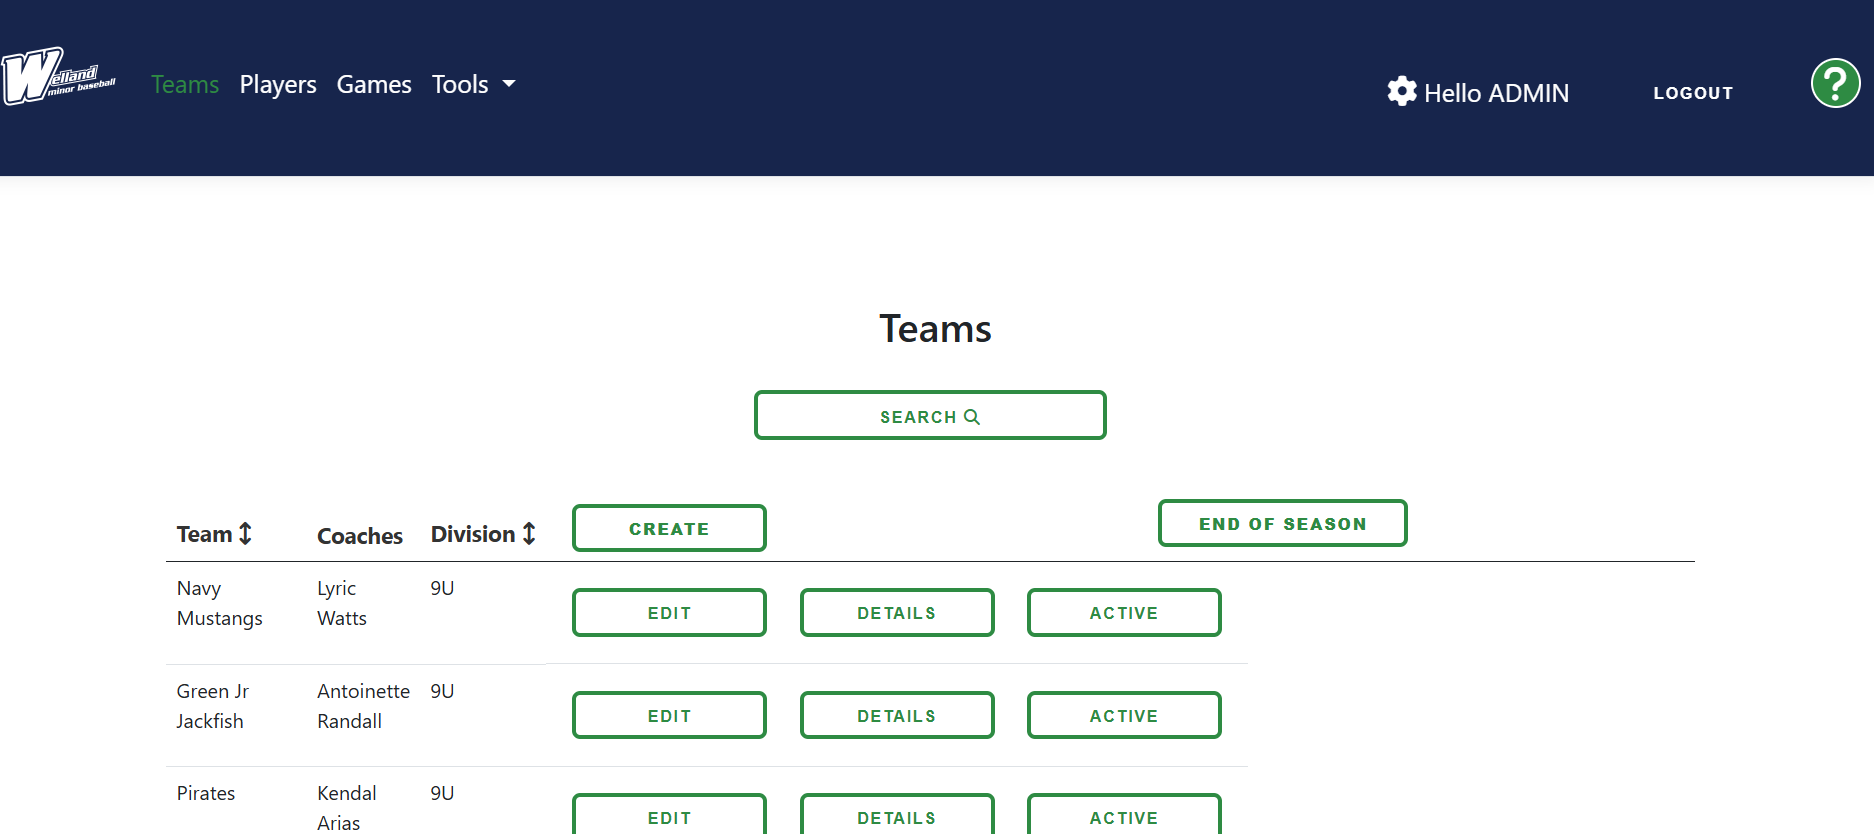 Welland
minor baseball
Teams Players Games Tools
Hello ADMIN
LOGOUT
?
Teams
SEARCH
Team Coaches Division CREATE END OF SEASON
Navy Lyric 9U
Mustangs Watts
EDIT DETAILS ACTIVE
Green Jr Antoinette 9U
Jackfish Randall
EDIT DETAILS ACTIVE
Pirates Kendal 9U
Arias
EDIT DETAILS ACTIVE